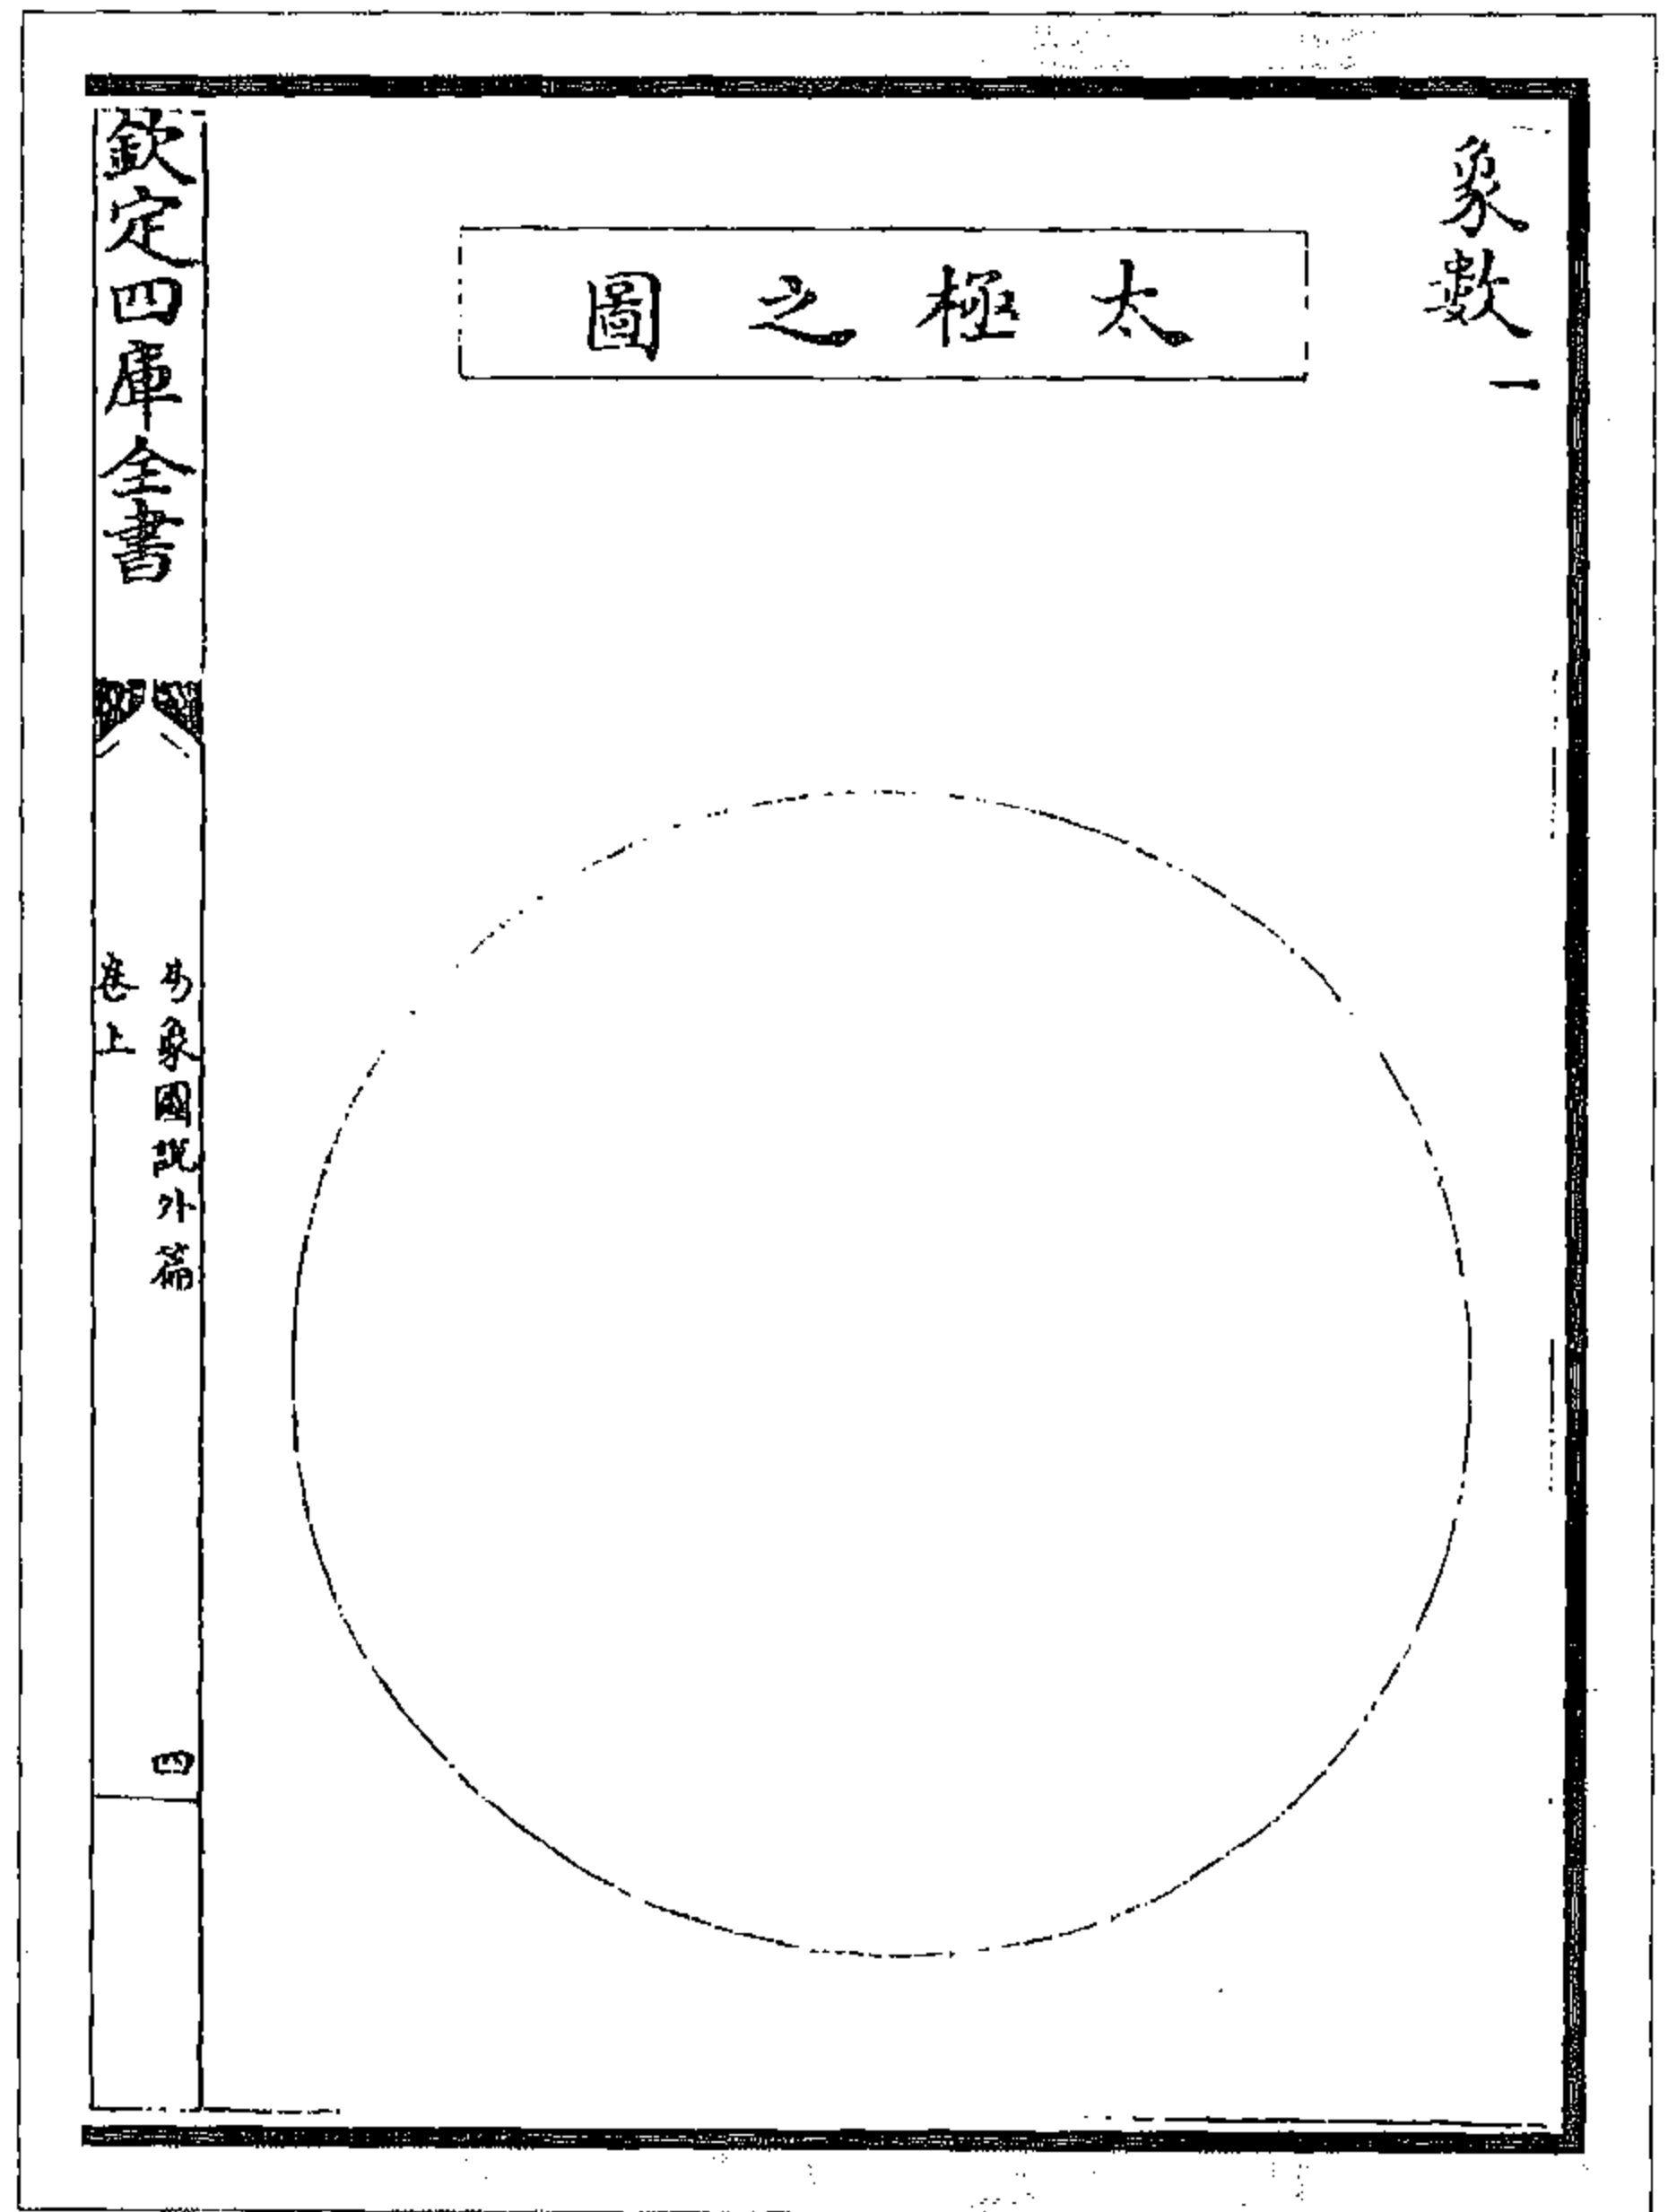 象數一
太極之圖
欽定四庫全書
易象圖說外篇
卷上
四